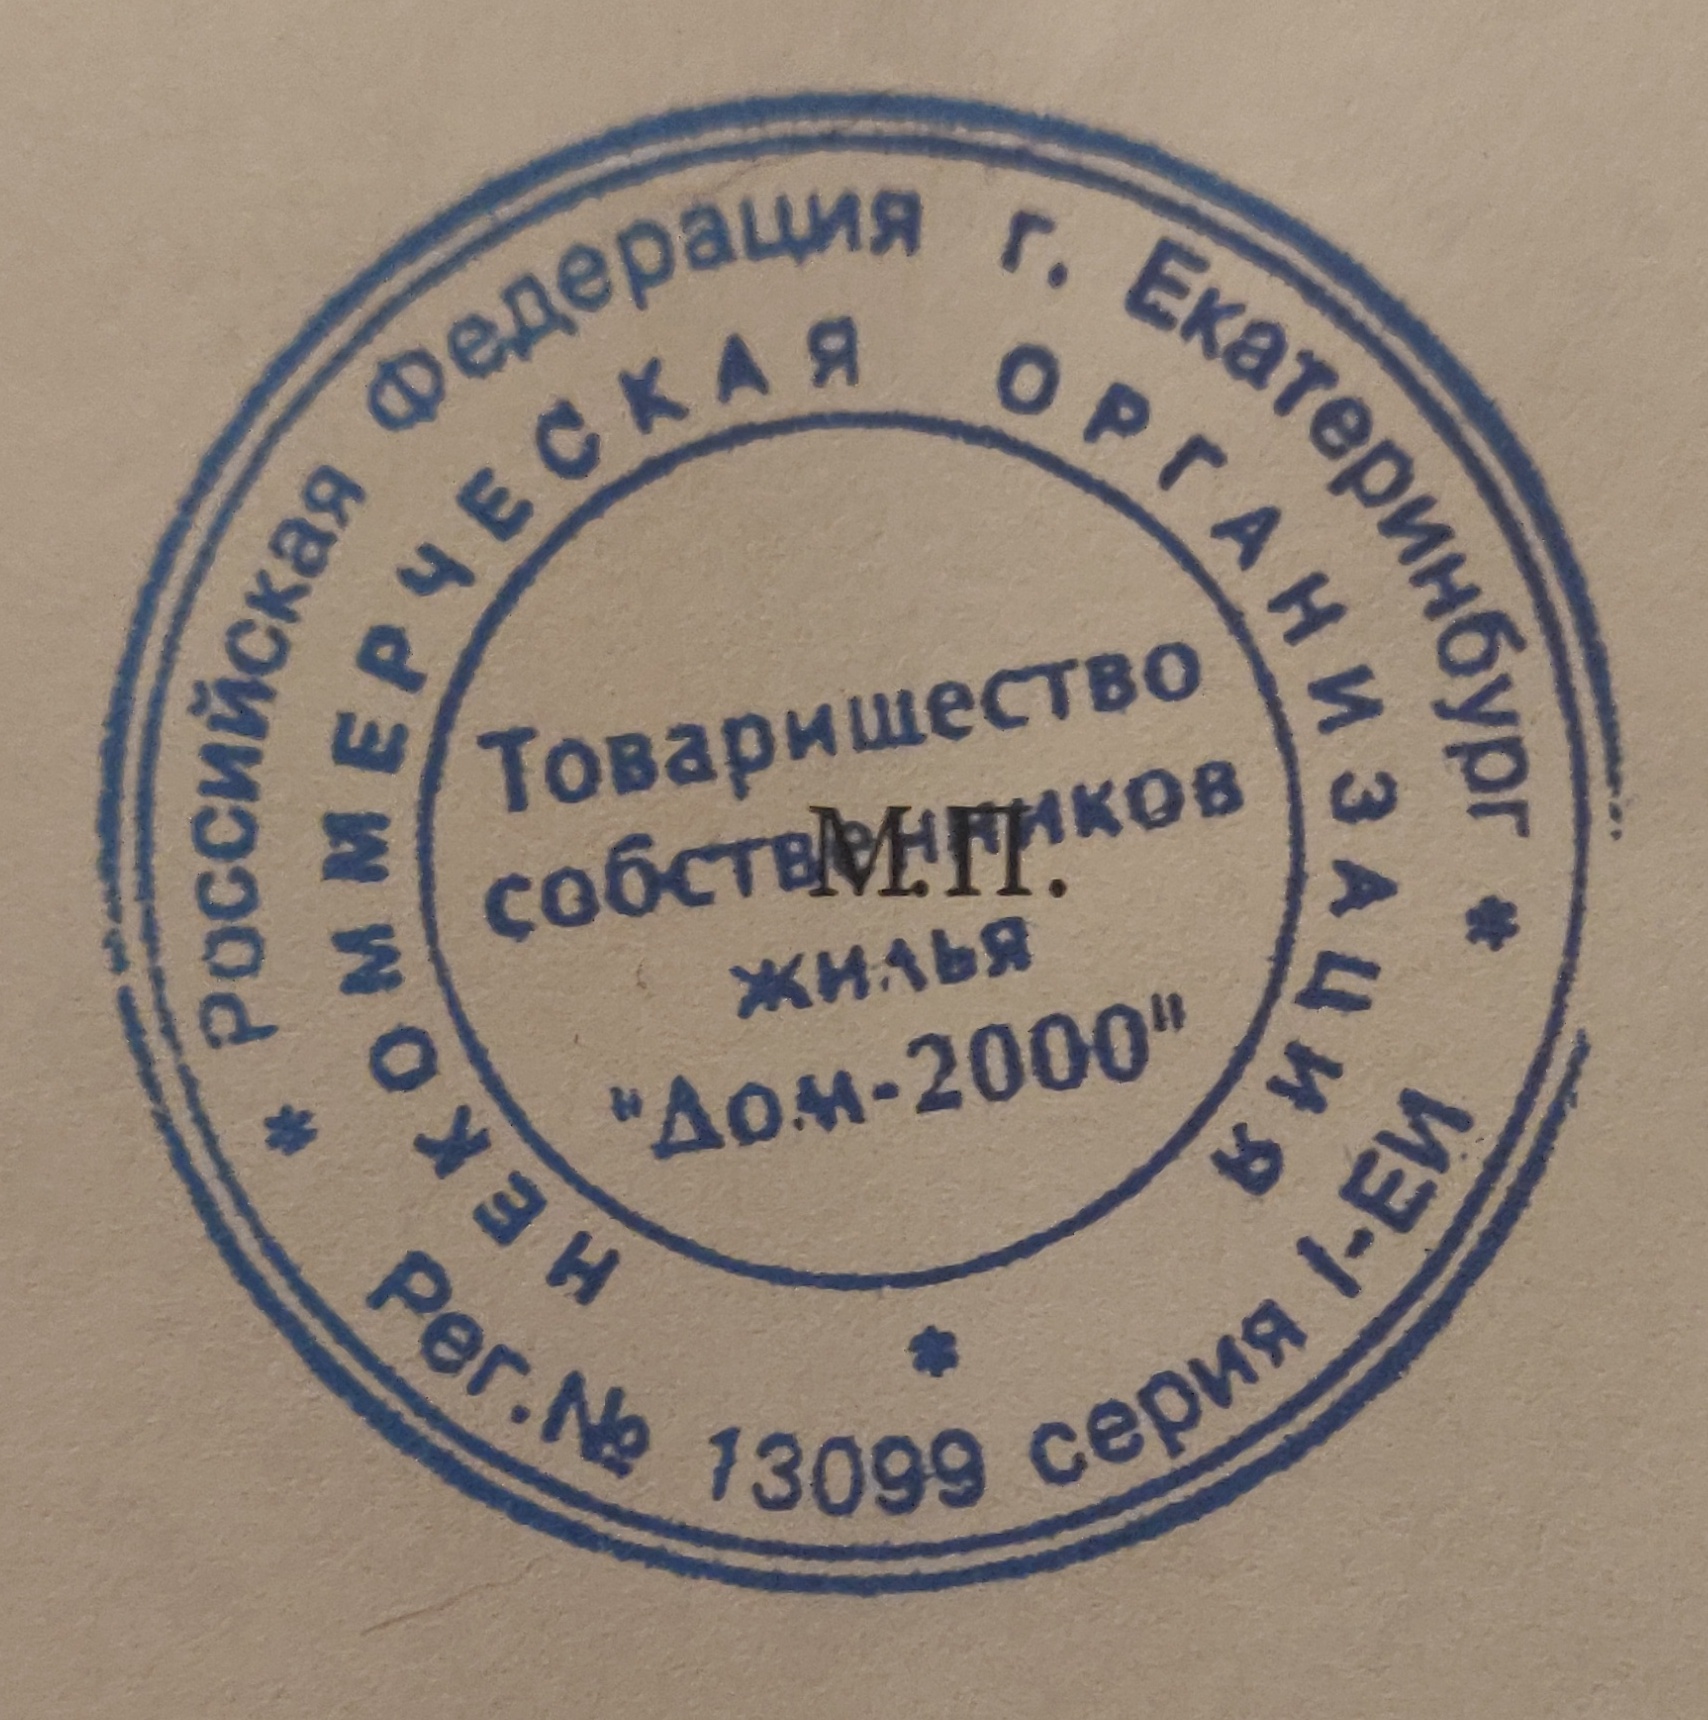 * Российская Федерация г. Екатеринбург *
Рег.№ 13099 серия I-ЕИ
НЕКОММЕРЧЕСКАЯ ОРГАНИЗАЦИЯ *
Товарищество
собственников
М.П.
жилья
"Дом-2000"